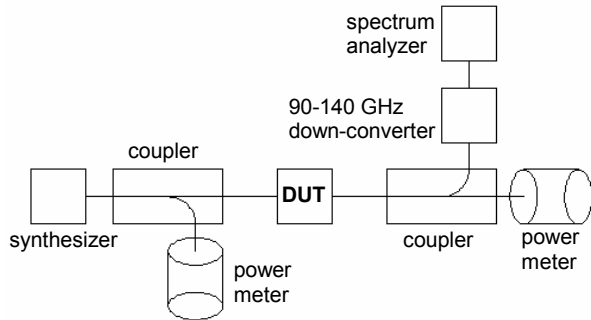 spectrum
analyzer
90-140 GHz
down-converter
coupler
DUT
synthesizer
coupler
power
meter
power
meter